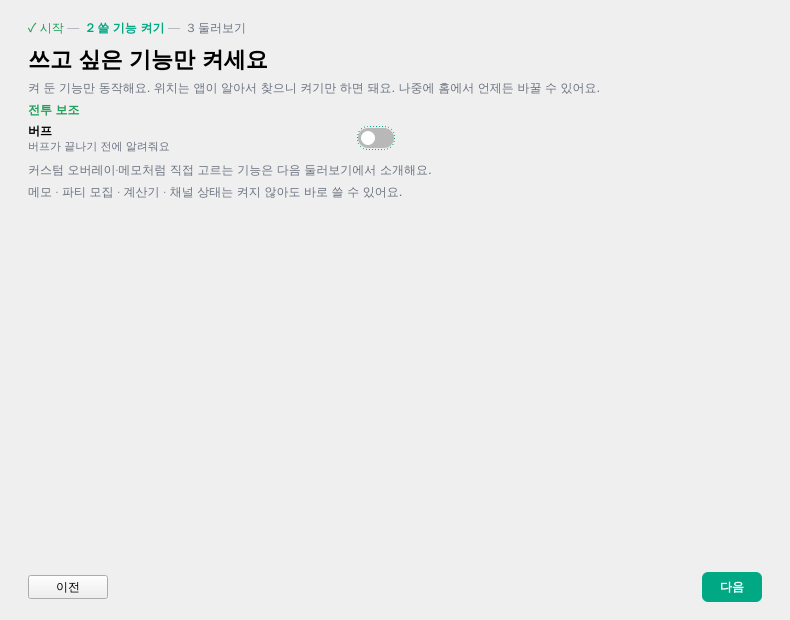 ✓ 시작 — 2 쓸 기능 켜기 — 3 둘러보기
쓰고 싶은 기능만 켜세요
켜 둔 기능만 동작해요. 위치는 앱이 알아서 찾으니 켜기만 하면 돼요. 나중에 홈에서 언제든 바꿀 수 있어요.
전투 보조
버프
버프가 끝나기 전에 알려줘요
커스텀 오버레이·메모처럼 직접 고르는 기능은 다음 둘러보기에서 소개해요.
메모 · 파티 모집 · 계산기 · 채널 상태는 켜지 않아도 바로 쓸 수 있어요.
이전
다음